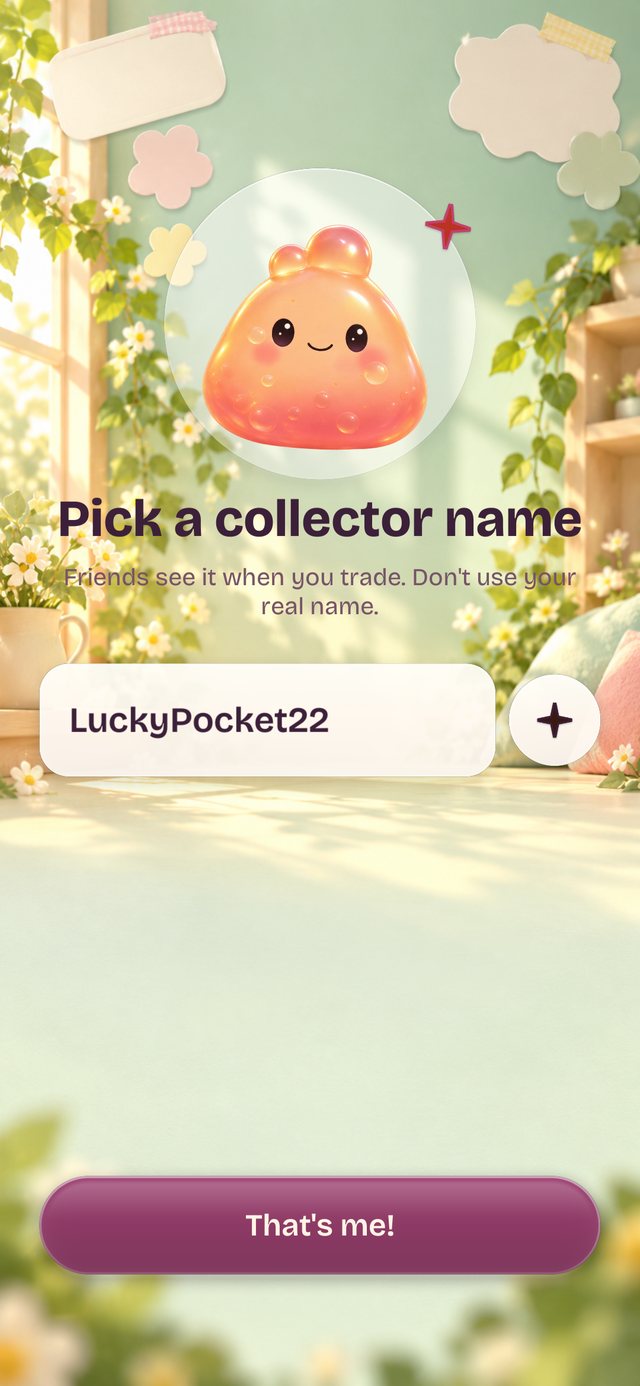 Pick a collector name
Friends see it when you trade. Don't use your
real name.
LuckyPocket22
That's me!